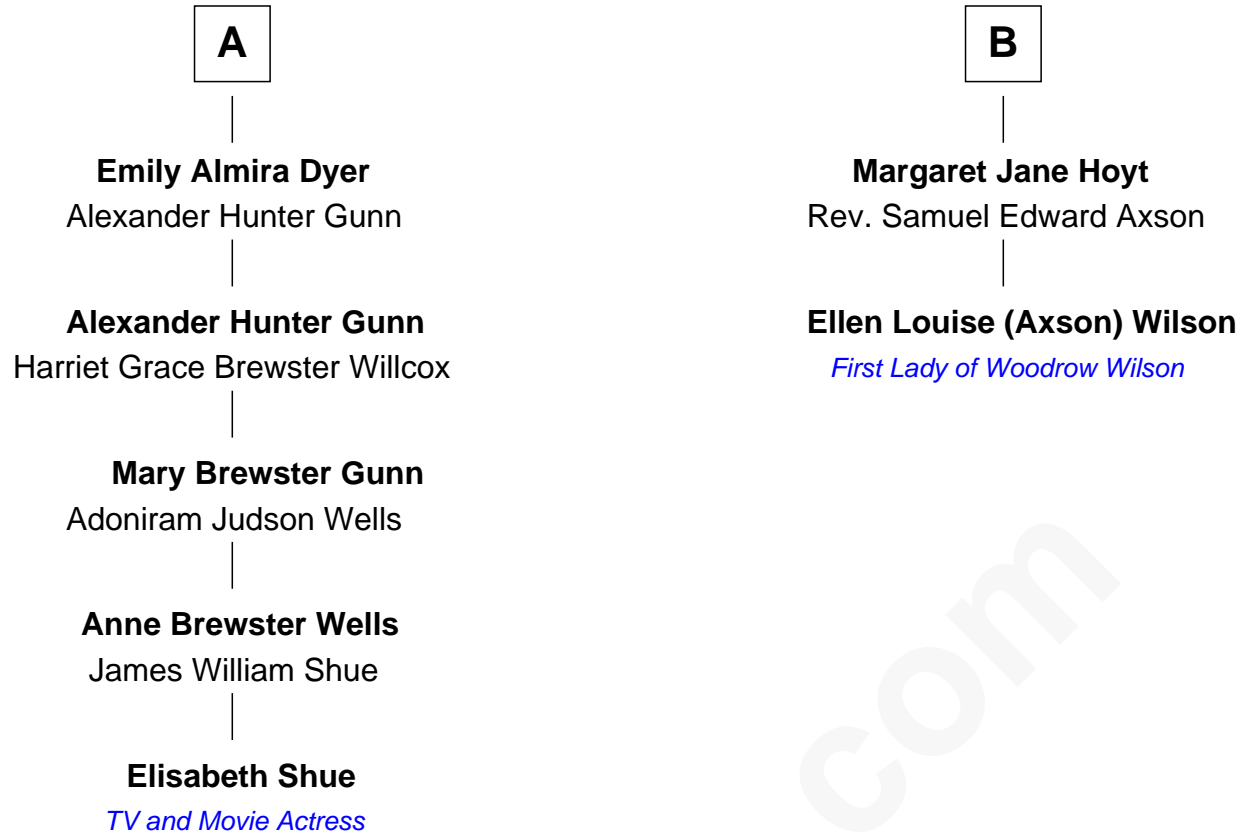 A
Emily Almira Dyer
Alexander Hunter Gunn
Alexander Hunter Gunn
Harriet Grace Brewster Willcox
Mary Brewster Gunn
Adoniram Judson Wells
Anne Brewster Wells
James William Shue
Elisabeth Shue
TV and Movie Actress
B
Margaret Jane Hoyt
Rev. Samuel Edward Axson
Ellen Louise (Axson) Wilson
First Lady of Woodrow Wilson
com